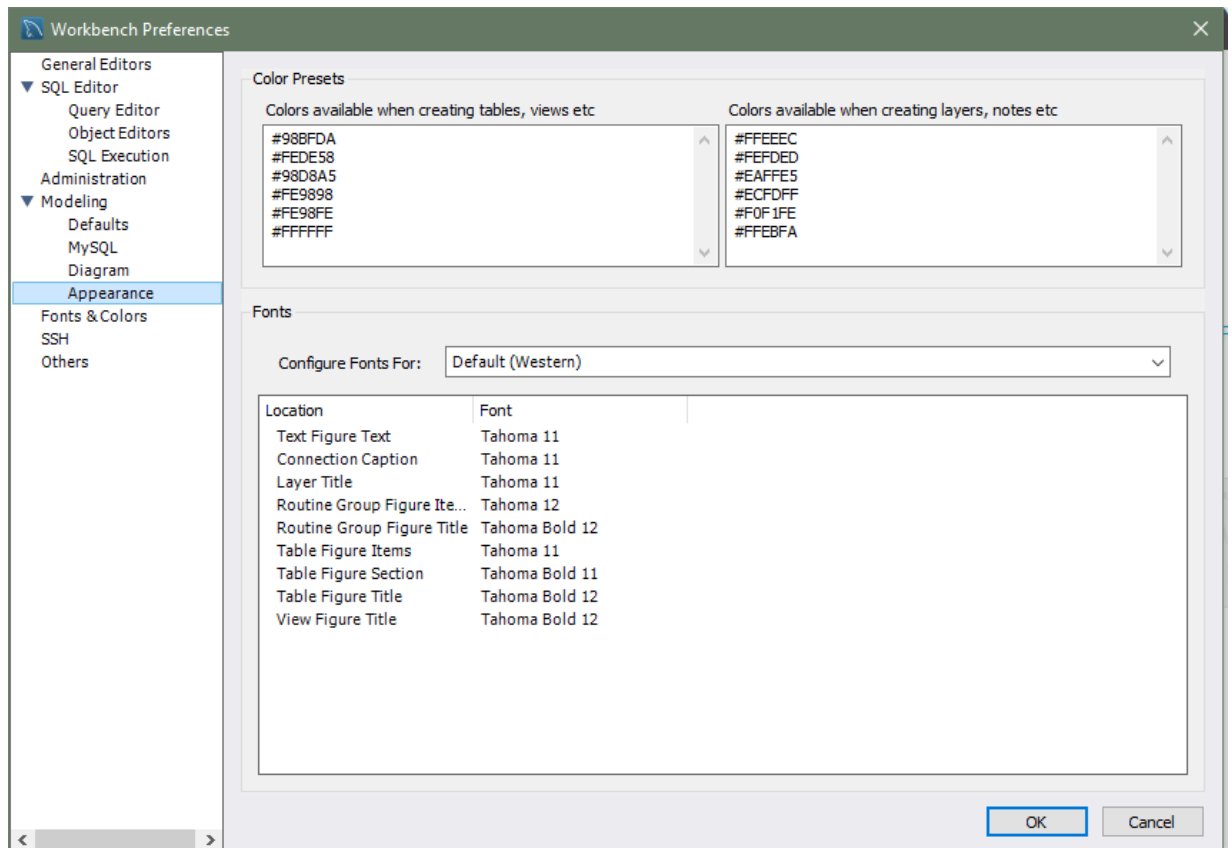 Workbench Preferences
General Editors
SQL Editor
Query Editor
Object Editors
SQL Execution
Administration
Modeling
Defaults
MySQL
Diagram
Appearance
Fonts & Colors
SSH
Others
Color Presets
Colors available when creating tables, views etc
#98BFDA
#FEDE58
#98D8A5
#FE9898
#FE98FE
#FFFFFF
Colors available when creating layers, notes etc
#FFEEEC
#FEFDED
#EAFFE5
#ECFDFF
#F0F1FE
#FFEBFA
Fonts
Configure Fonts For: Default (Western)
Location Font
Text Figure Text Tahoma 11
Connection Caption Tahoma 11
Layer Title Tahoma 11
Routine Group Figure Ite... Tahoma 12
Routine Group Figure Title Tahoma Bold 12
Table Figure Items Tahoma 11
Table Figure Section Tahoma Bold 11
Table Figure Title Tahoma Bold 12
View Figure Title Tahoma Bold 12
OK Cancel